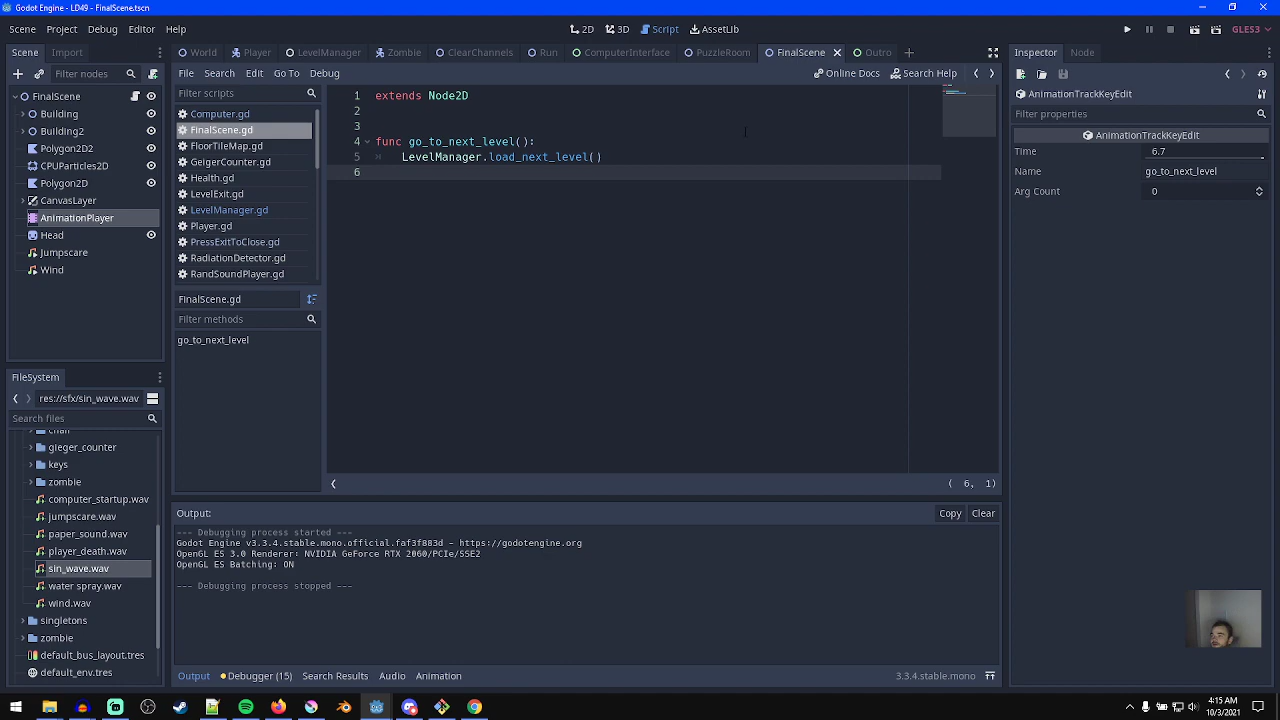 Godot Engine - LD49 - FinalScene.tscn
Scene Project Debug Editor Help
2D 3D Script AssetLib
GLES3
Scene Import
World Player LevelManager Zombie ClearChannels Run ComputerInterface PuzzleRoom FinalScene Outro
Inspector Node
Filter nodes
File Search Edit Go To Debug
Online Docs Search Help
FinalScene
Building
Building2
Polygon2D2
CPUParticles2D
Polygon2D
CanvasLayer
AnimationPlayer
Head
Jumpscare
Wind
Filter scripts
Computer.gd
FinalScene.gd
FloorTileMap.gd
GeigerCounter.gd
Health.gd
LevelExit.gd
LevelManager.gd
Player.gd
PressExitToClose.gd
RadiationDetector.gd
RandSoundPlayer.gd
FinalScene.gd
Filter methods
go_to_next_level
1 extends Node2D
2
3
4 func go_to_next_level():
5 LevelManager.load_next_level()
6
( 6, 1)
AnimationTrackKeyEdit
Filter properties
AnimationTrackKeyEdit
Time 6.7
Name go_to_next_level
Arg Count 0
FileSystem
res://sfx/sin_wave.wav
Search files
gieger_counter
keys
zombie
computer_startup.wav
jumpscare.wav
paper_sound.wav
player_death.wav
sin_wave.wav
water spray.wav
wind.wav
singletons
zombie
default_bus_layout.tres
default_env.tres
Output:
Copy Clear
--- Debugging process started ---
Godot Engine v3.3.4.stable.mono.official.faf3f883d - https://godotengine.org
OpenGL ES 3.0 Renderer: NVIDIA GeForce RTX 2060/PCIe/SSE2
OpenGL ES Batching: ON
--- Debugging process stopped ---
Output Debugger (15) Search Results Audio Animation
3.3.4.stable.mono
4:15 AM
10/3/2021